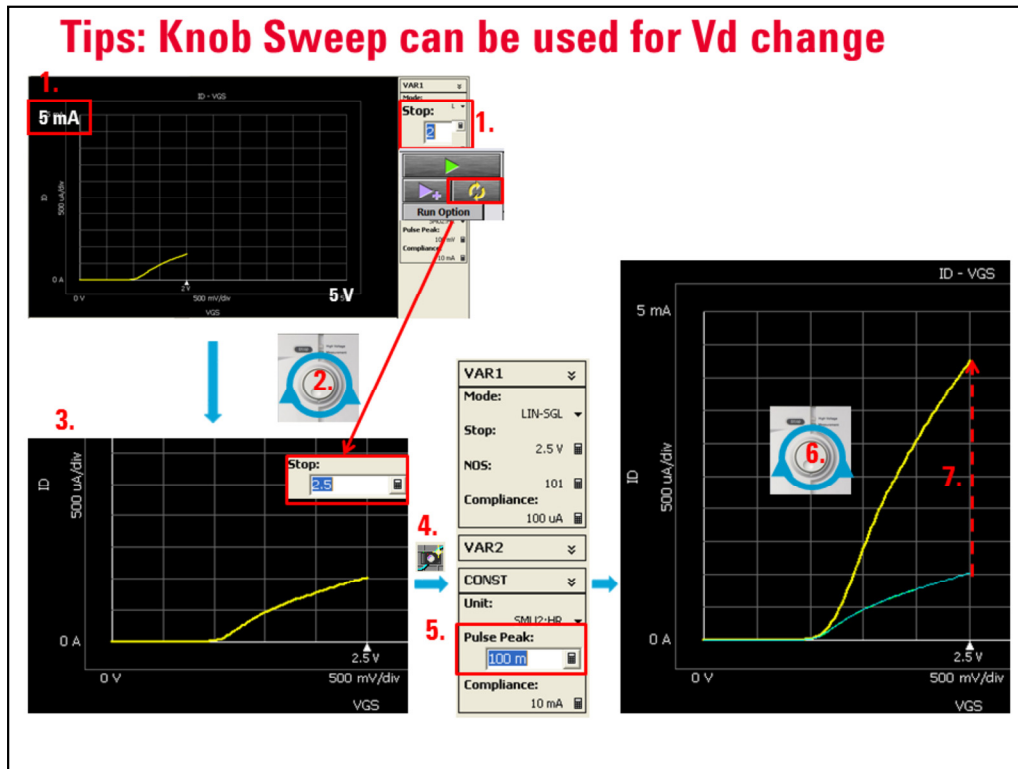 Tips: Knob Sweep can be used for Vd change
1.
ID - VGS
5 mA
ID
500 uA/div
0 A
0 V
2 V
500 mV/div
5 V
VGS
VAR1
Mode:
Stop:
2
1.
Run Option
SMU2:HR
Pulse Peak:
100 mV
Compliance:
10 mA
2.
3.
ID
500 uA/div
Stop:
2.5
0 A
2.5 V
0 V
500 mV/div
VGS
4.
VAR1
Mode:
LIN-SGL
Stop:
2.5 V
NOS:
101
Compliance:
100 uA
VAR2
CONST
Unit:
SMU2:HR
5.
Pulse Peak:
100 m
Compliance:
10 mA
ID - VGS
5 mA
ID
500 uA/div
6.
7.
0 A
2.5 V
0 V
500 mV/div
VGS